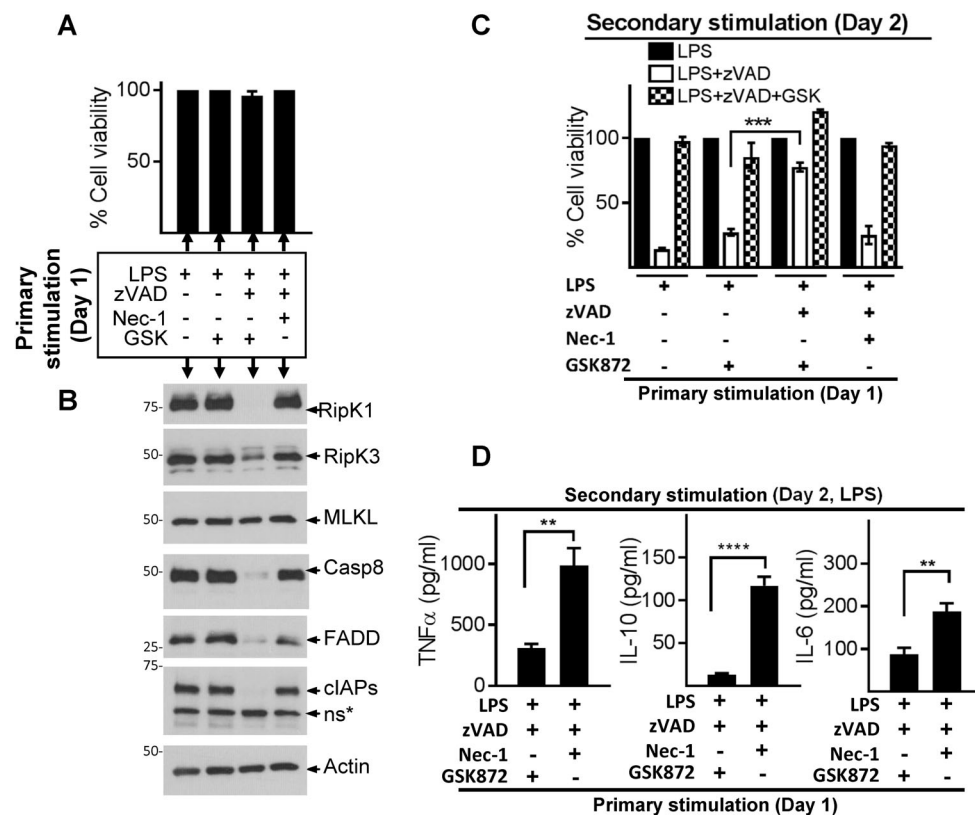 A
% Cell viability
100
50
Primary
stimulation
(Day 1)
LPS + + + +
zVAD - - + +
Nec-1 - - - +
GSK - + + -
B
75-
RipK1
50-
RipK3
50-
MLKL
50-
Casp8
25-
FADD
75-
cIAPs
ns*
50-
Actin
C
Secondary stimulation (Day 2)
LPS
LPS+zVAD
LPS+zVAD+GSK
% Cell viability
100
50
***
LPS + + + +
zVAD - - + +
Nec-1 - - - +
GSK872 - + + -
Primary stimulation (Day 1)
D
Secondary stimulation (Day 2, LPS)
TNFα (pg/ml)
1000
500
0
**
LPS + +
zVAD + +
Nec-1 - +
GSK872 + -
IL-10 (pg/ml)
150
100
50
0
****
LPS + +
zVAD + +
Nec-1 - +
GSK872 + -
IL-6 (pg/ml)
300
200
100
**
LPS + +
zVAD + +
Nec-1 - +
GSK872 + -
Primary stimulation (Day 1)